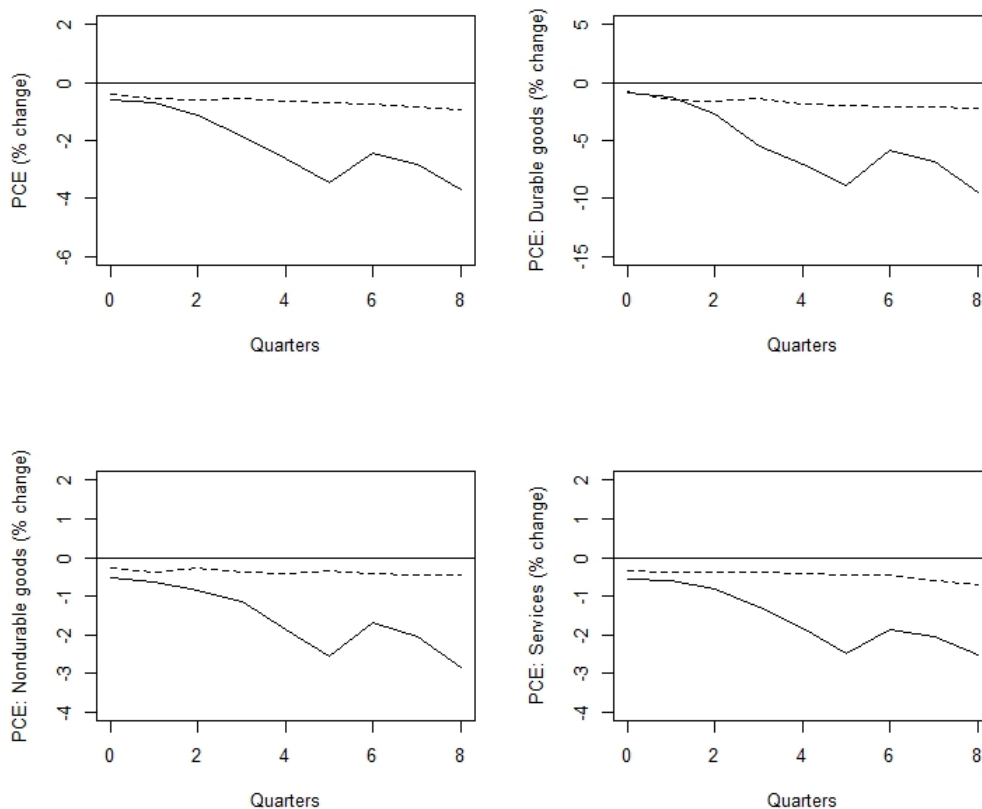 PCE (% change)
2
0
-2
-4
-6
0 2 4 6 8
Quarters
PCE: Durable goods (% change)
5
0
-5
-10
-15
0 2 4 6 8
Quarters
PCE: Nondurable goods (% change)
2
1
0
-1
-2
-3
-4
0 2 4 6 8
Quarters
PCE: Services (% change)
2
1
0
-1
-2
-3
-4
0 2 4 6 8
Quarters